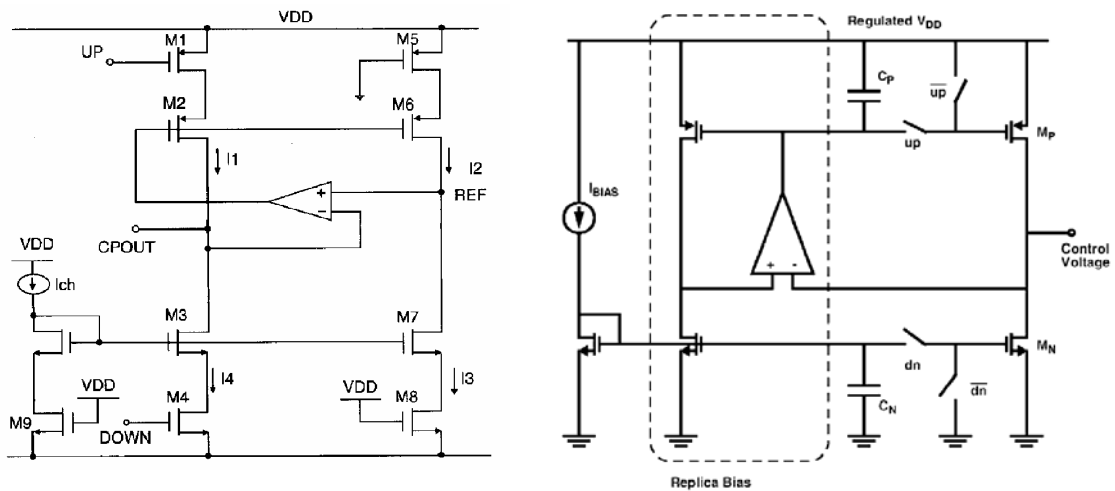 VDD
M1
UP
M5
M2
M6
I1
I2
+
-
REF
CPOUT
VDD
Ich
M3
M7
I4
I3
VDD
M4
VDD
M8
M9
DOWN
Regulated VDD
CP
up
up
MP
IBIAS
+ -
Control
Voltage
dn
MN
dn
CN
Replica Bias